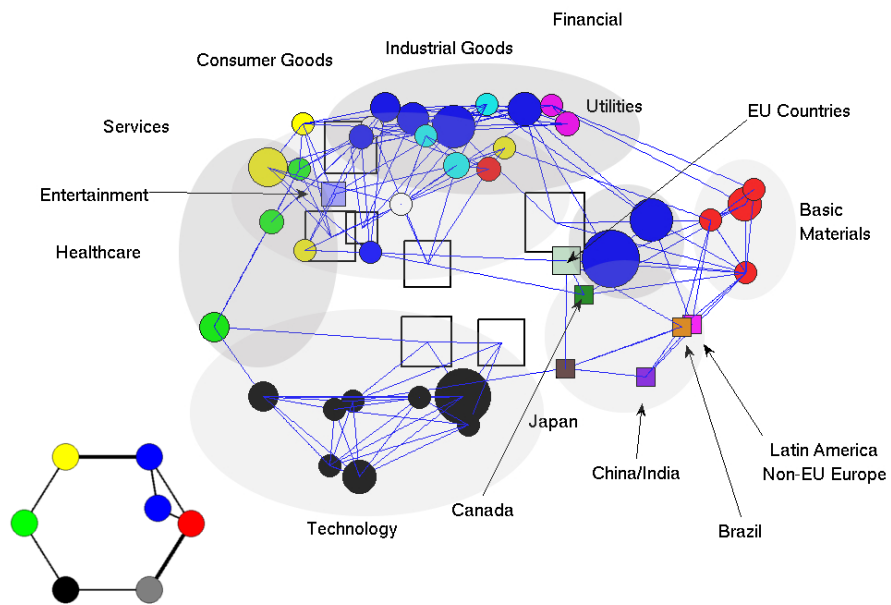 Financial
Industrial Goods
Consumer Goods
Utilities
EU Countries
Services
Entertainment
Basic
Materials
Healthcare
Japan
Latin America
Non-EU Europe
China/India
Canada
Technology
Brazil